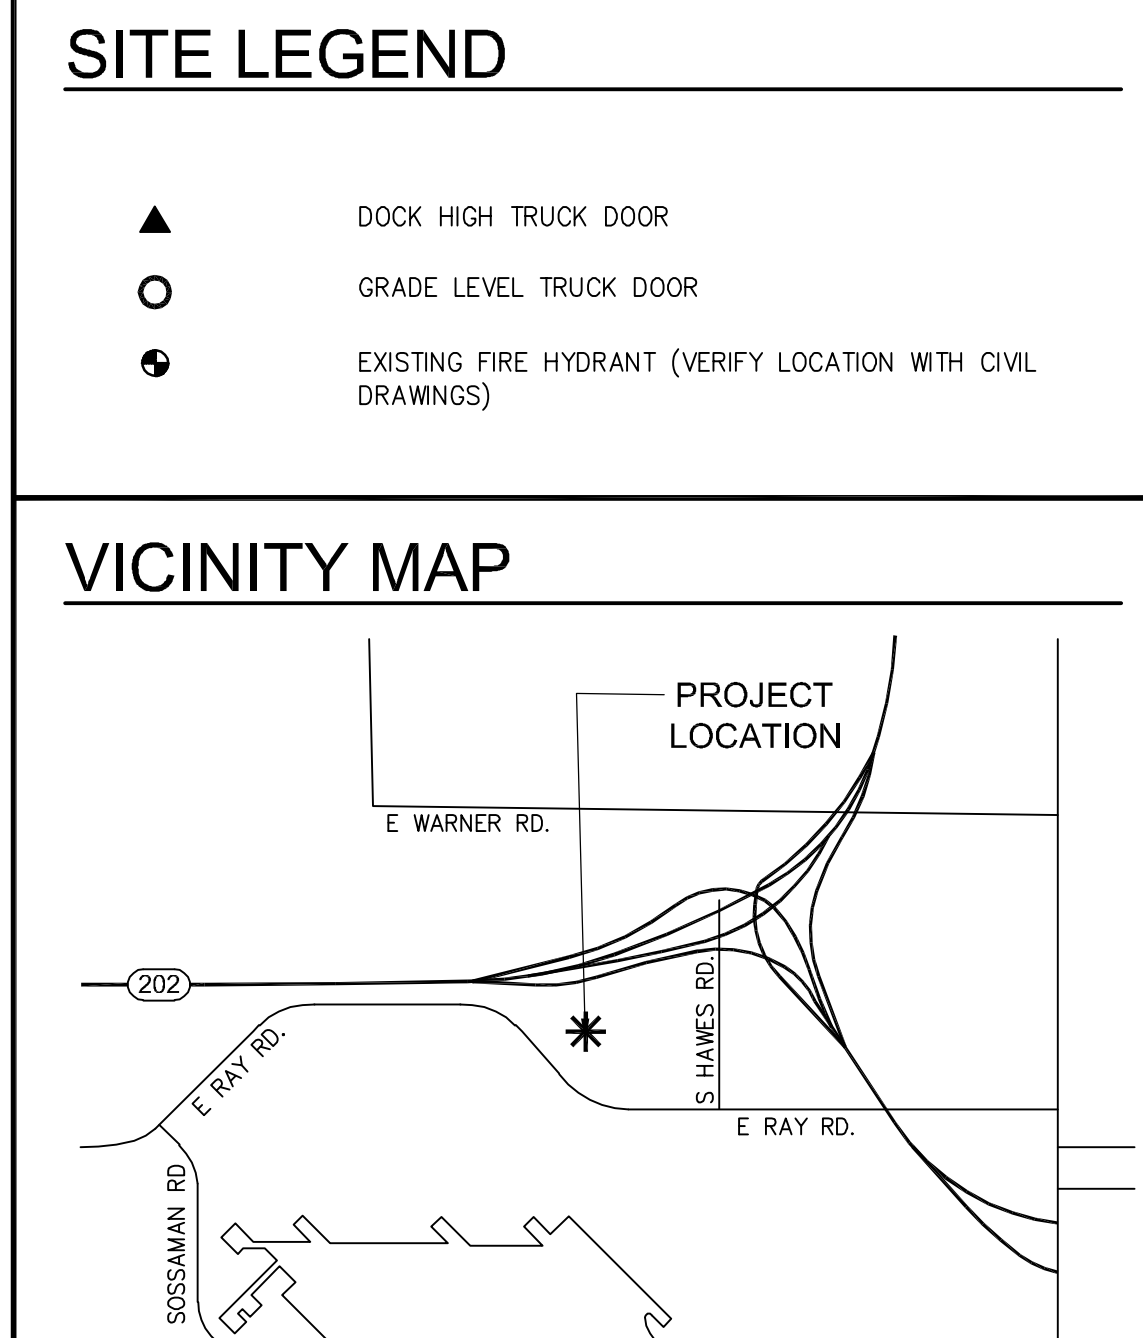 SITE LEGEND
DOCK HIGH TRUCK DOOR
GRADE LEVEL TRUCK DOOR
EXISTING FIRE HYDRANT (VERIFY LOCATION WITH CIVIL
DRAWINGS)
VICINITY MAP
PROJECT
LOCATION
E WARNER RD.
202
S HAWES RD.
E RAY RD.
E RAY RD.
SOSSAMAN RD